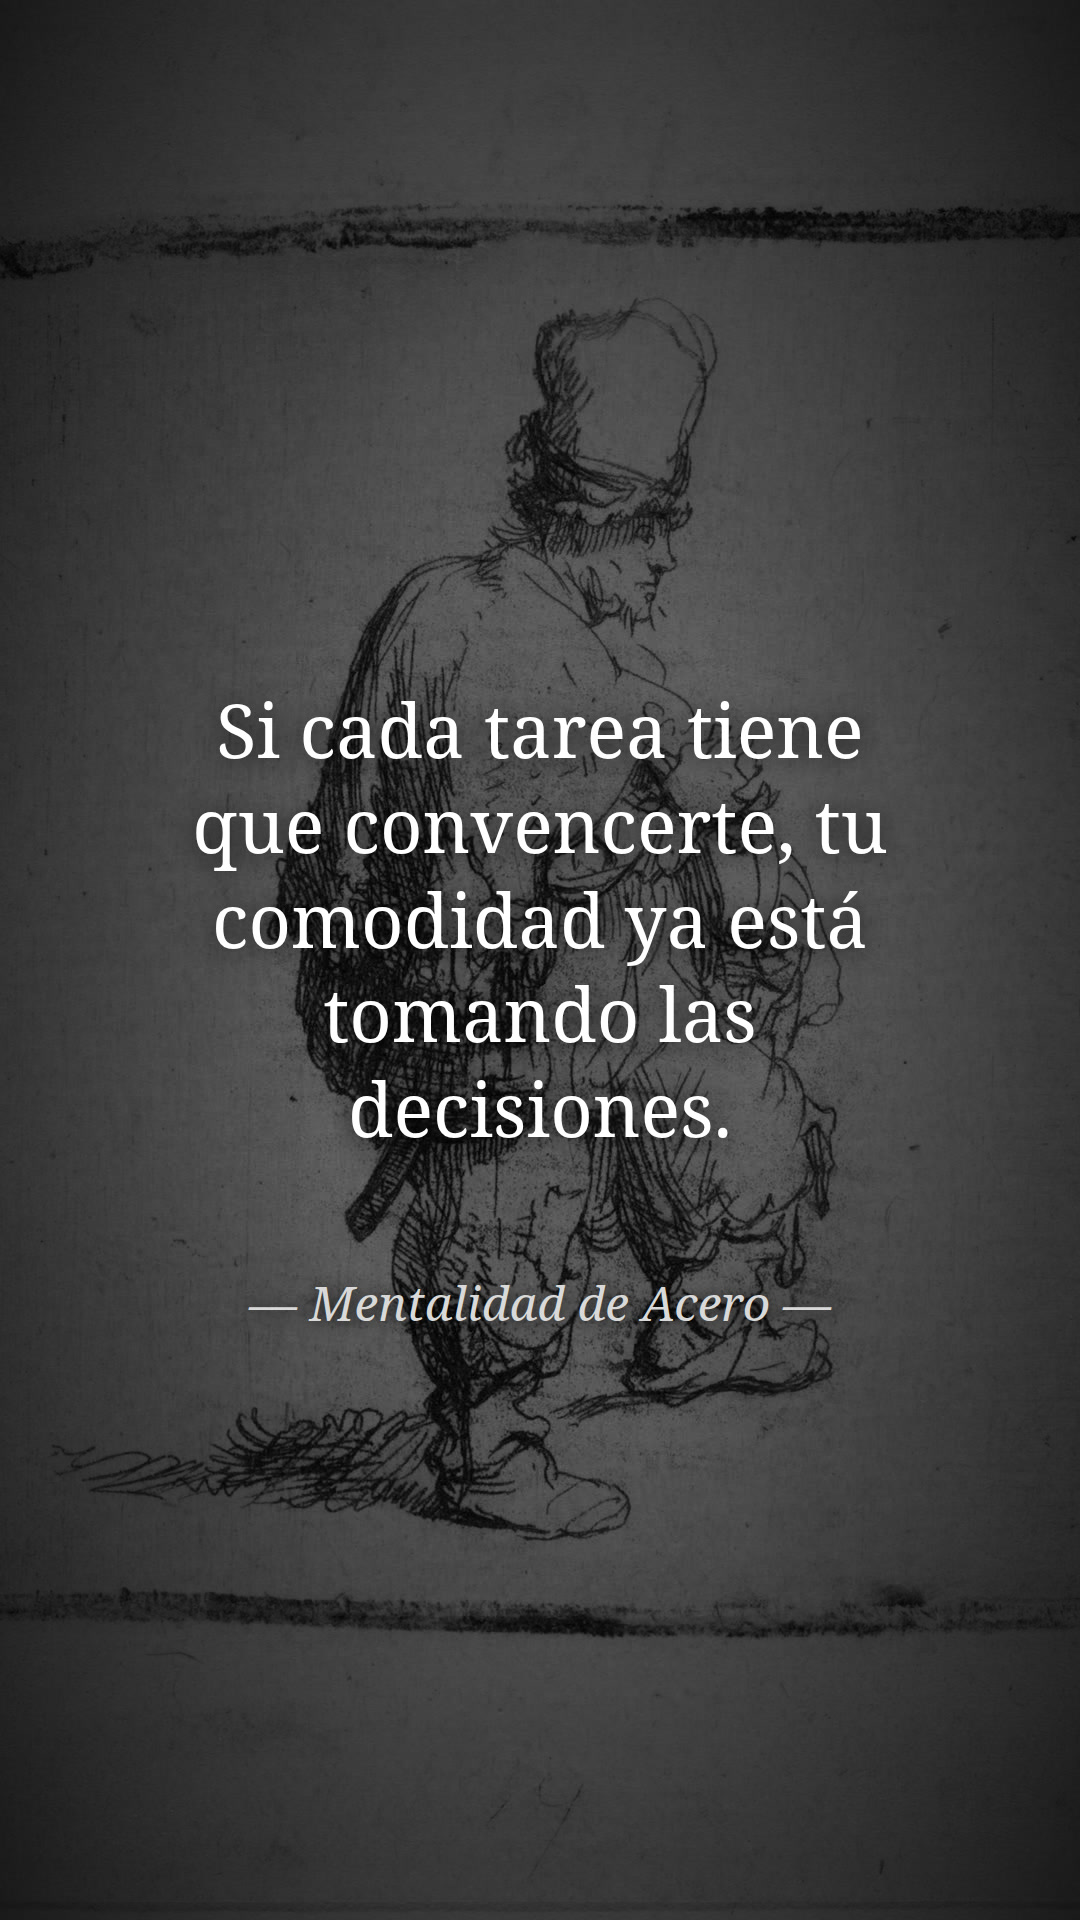 Si cada tarea tiene
que convencerte, tu
comodidad ya está
tomando las
decisiones.
— Mentalidad de Acero —